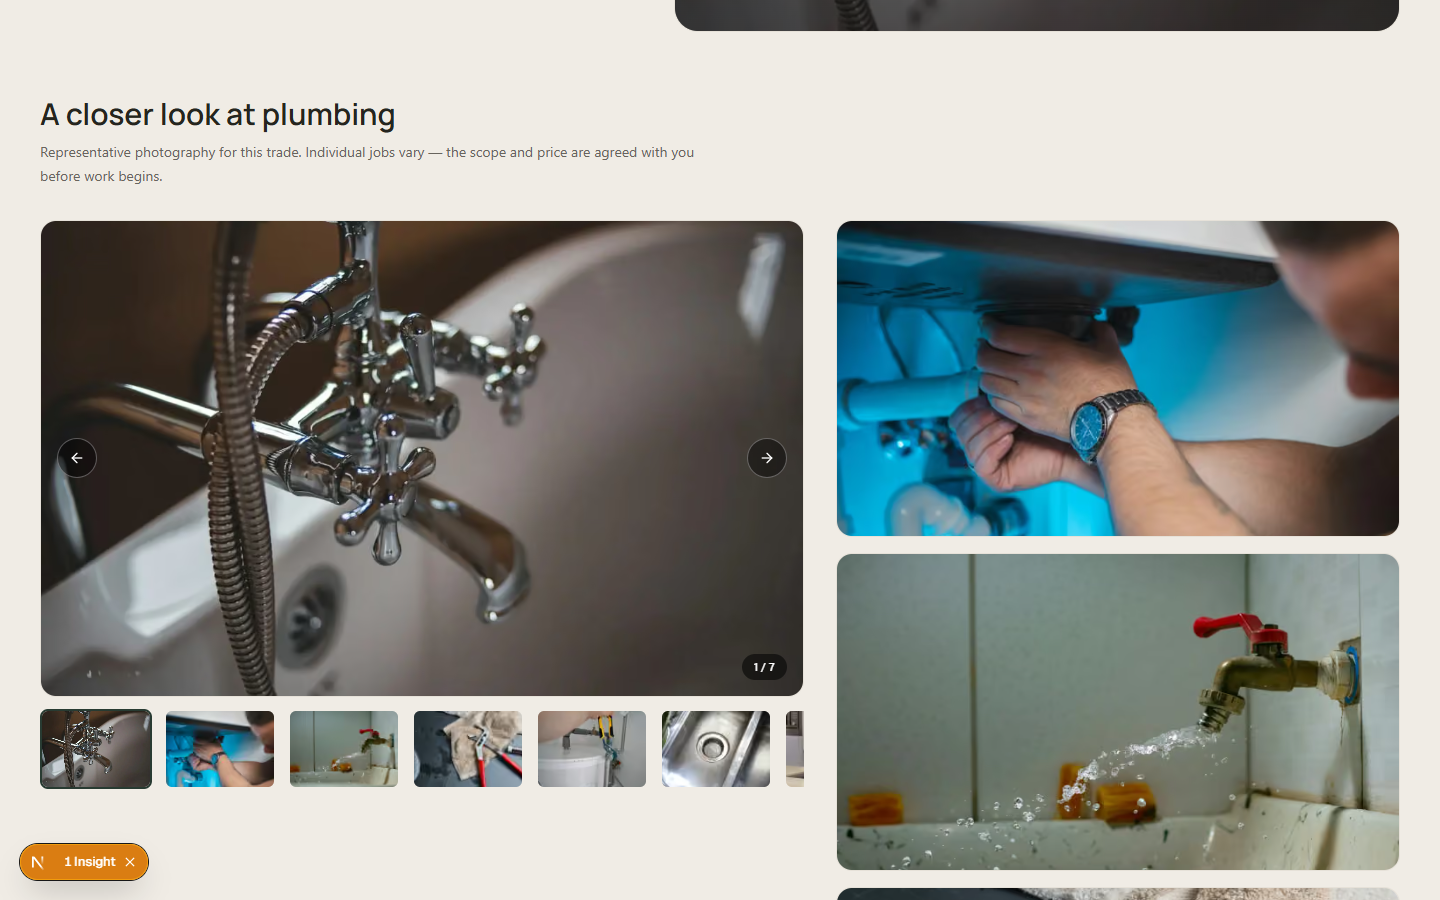 A closer look at plumbing
Representative photography for this trade. Individual jobs vary — the scope and price are agreed with you
before work begins.
1 / 7
1 Insight